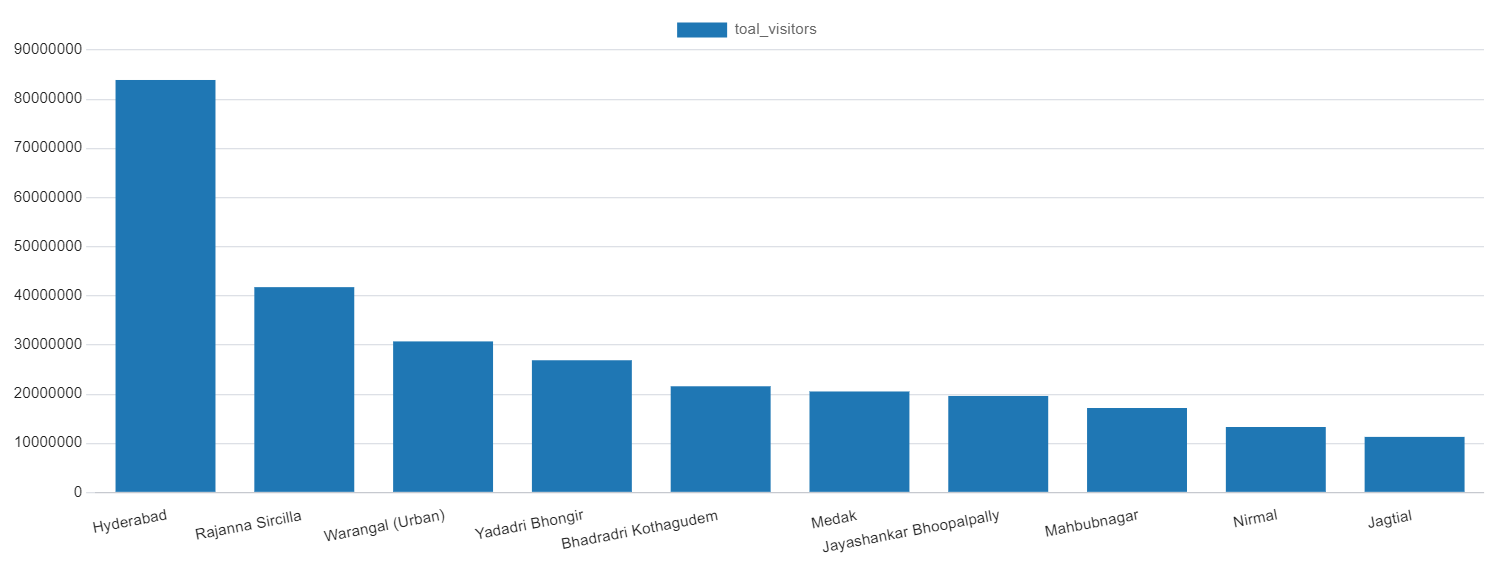 toal_visitors
90000000
80000000
70000000
60000000
50000000
40000000
30000000
20000000
10000000
0
Hyderabad
Rajanna Sircilla
Warangal (Urban)
Yadadri Bhongir
Bhadradri Kothagudem
Medak
Jayashankar Bhoopalpally
Mahbubnagar
Nirmal
Jagtial